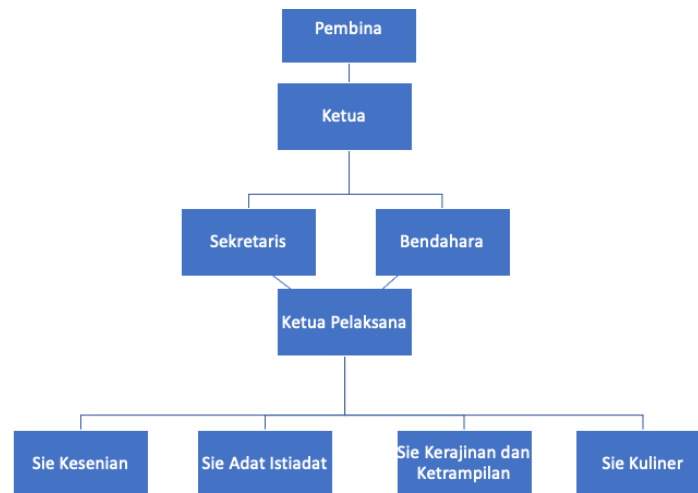 Pembina
Ketua
Sekretaris
Bendahara
Ketua Pelaksana
Sie Kesenian
Sie Adat Istiadat
Sie Kerajinan dan
Ketrampilan
Sie Kuliner